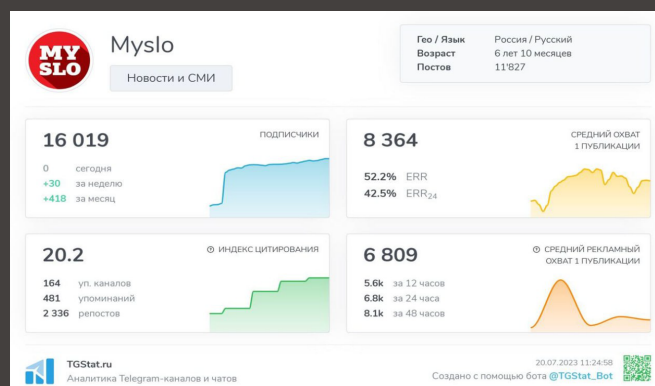 MY
SLO
Myslo
Новости и СМИ
Гео / Язык Россия / Русский
Возраст 6 лет 10 месяцев
Постов 11'827
16 019 ПОДПИСЧИКИ
0 сегодня
+30 за неделю
+418 за месяц
8 364 СРЕДНИЙ ОХВАТ
1 ПУБЛИКАЦИИ
52.2% ERR
42.5% ERR24
20.2 ИНДЕКС ЦИТИРОВАНИЯ
164 уп. каналов
481 упоминаний
2 336 репостов
6 809 СРЕДНИЙ РЕКЛАМНЫЙ
ОХВАТ 1 ПУБЛИКАЦИИ
5.6k за 12 часов
6.8k за 24 часа
8.1k за 48 часов
TGStat.ru
Аналитика Telegram-каналов и чатов
20.07.2023 11:24:58
Создано с помощью бота @TGStat_Bot